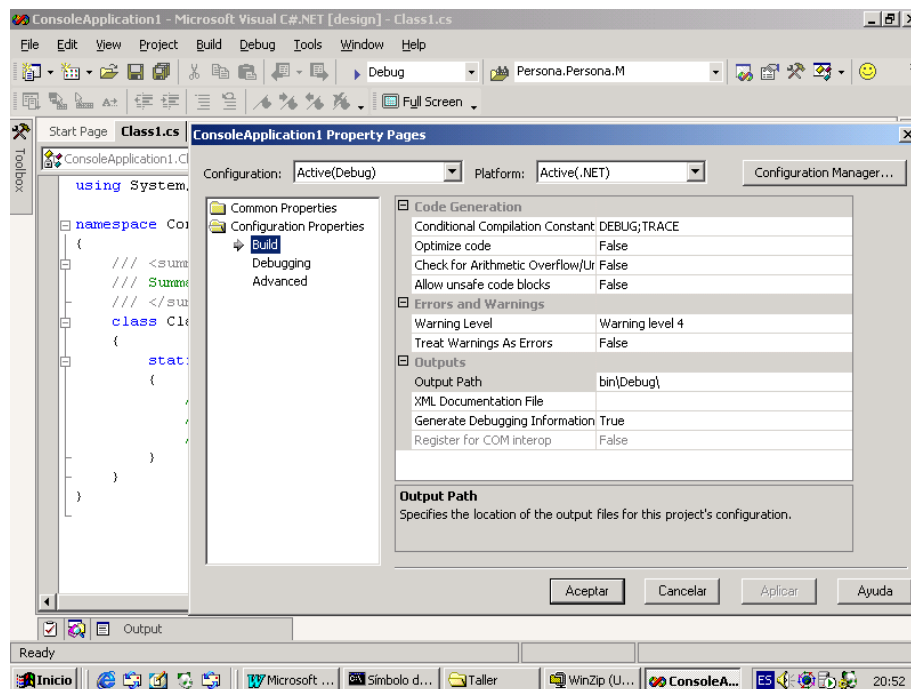 ConsoleApplication1 - Microsoft Visual C#.NET [design] - Class1.cs
File Edit View Project Build Debug Tools Window Help
Debug
Persona.Persona.M
Full Screen
Toolbox
Start Page Class1.cs
ConsoleApplication1.Cl
using System
namespace Con
{
/// <summ
/// Summa
/// </sum
class Cla
{
stat
{
}
}
}
ConsoleApplication1 Property Pages
Configuration: Active(Debug) Platform: Active(.NET) Configuration Manager...
Common Properties
Configuration Properties
Build
Debugging
Advanced
Code Generation
Conditional Compilation Constant DEBUG;TRACE
Optimize code False
Check for Arithmetic Overflow/Ur False
Allow unsafe code blocks False
Errors and Warnings
Warning Level Warning level 4
Treat Warnings As Errors False
Outputs
Output Path bin\Debug\
XML Documentation File
Generate Debugging Information True
Register for COM interop False
Output Path
Specifies the location of the output files for this project's configuration.
Aceptar Cancelar Aplicar Ayuda
Output
Ready
Inicio Microsoft ... Símbolo d... Taller WinZip (U... ConsoleA... ES 20:52